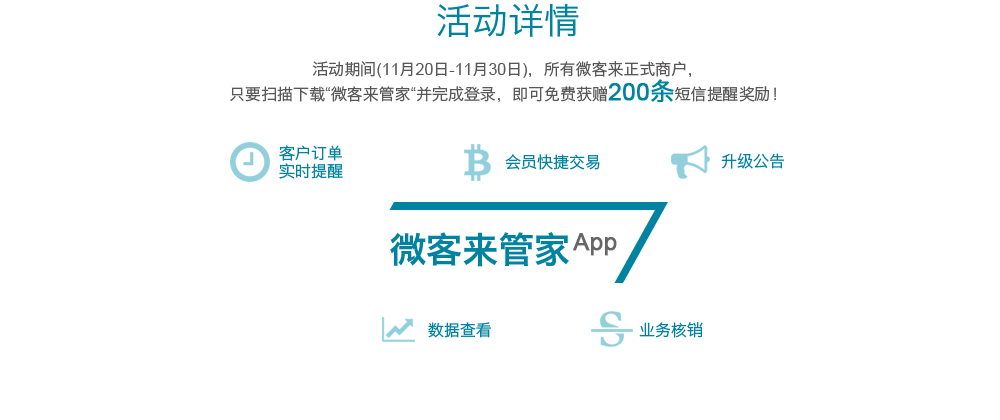 活动详情
活动期间(11月20日-11月30日)，所有微客来正式商户，
只要扫描下载“微客来管家“并完成登录，即可免费获赠200条短信提醒奖励！
客户订单
实时提醒
会员快捷交易
升级公告
微客来管家App
数据查看
业务核销